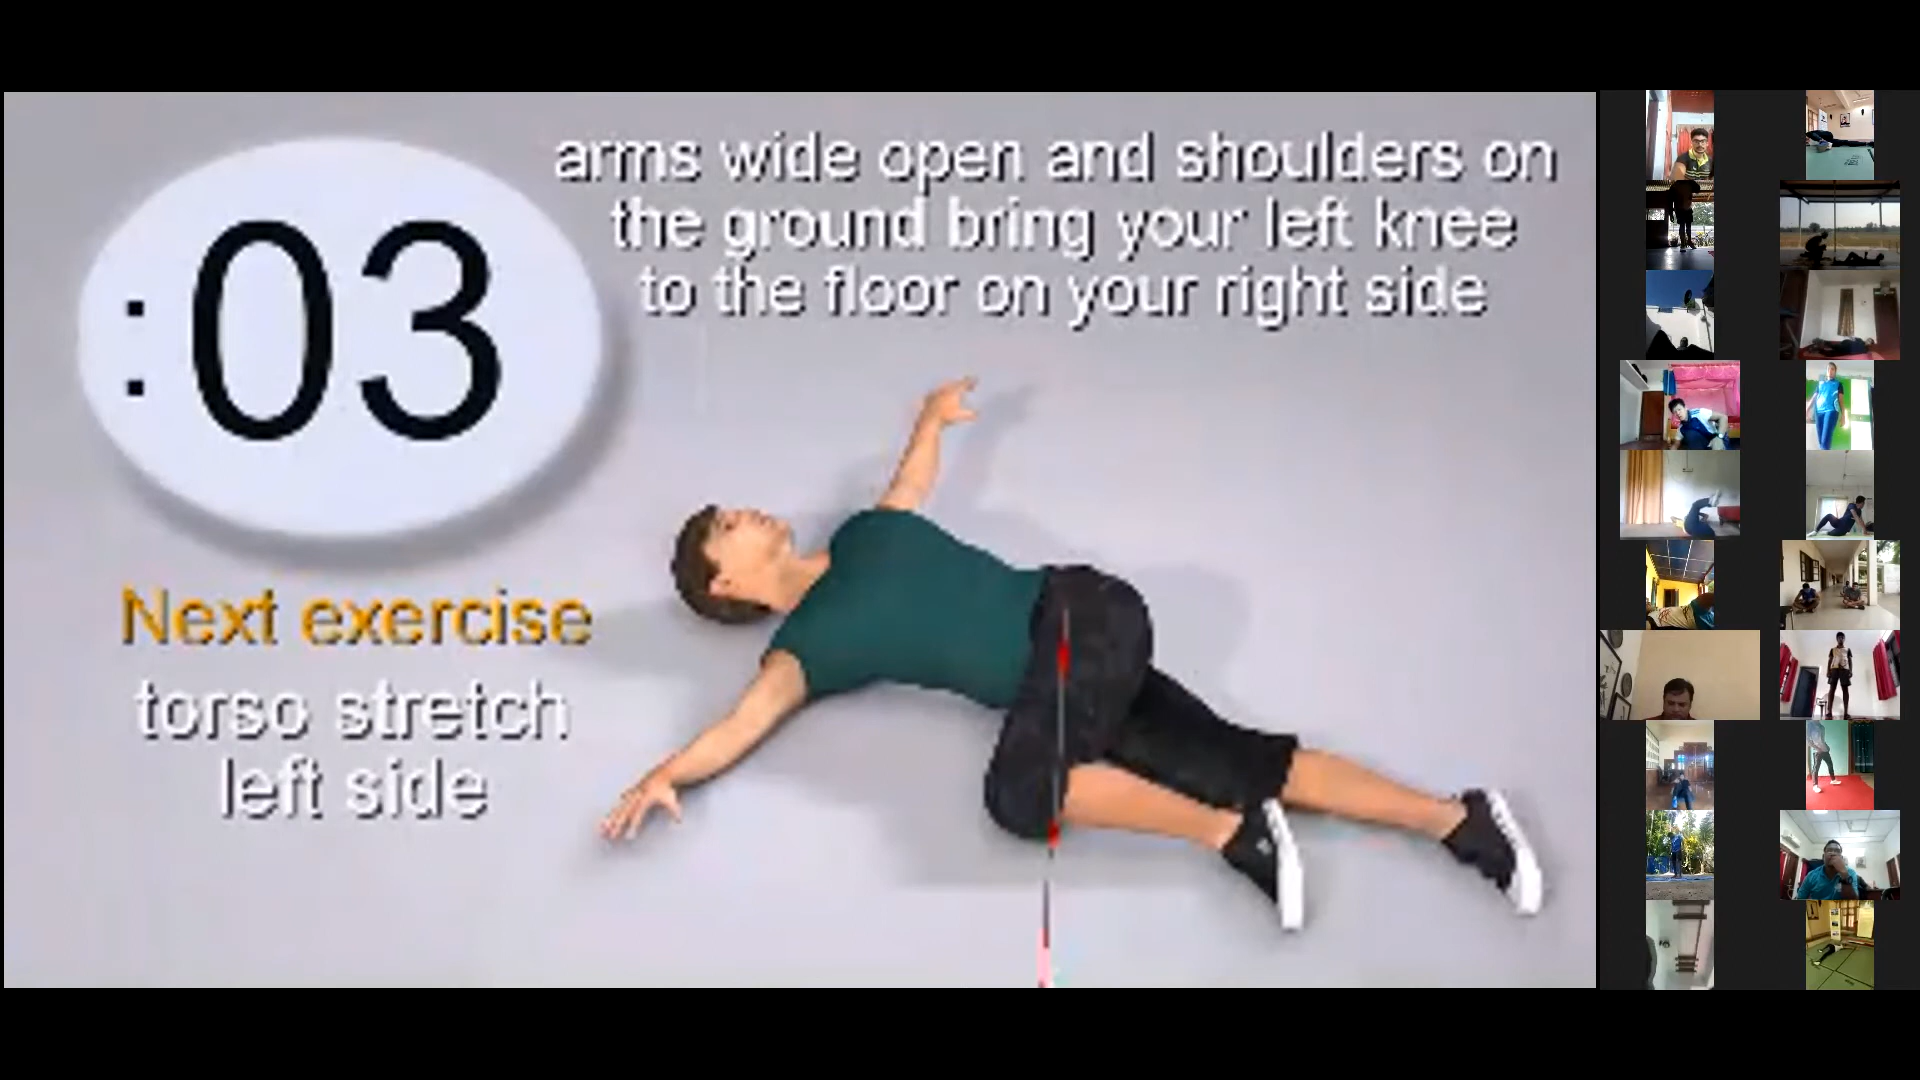 :03
arms wide open and shoulders on
the ground bring your left knee
to the floor on your right side
Next exercise
torso stretch
left side